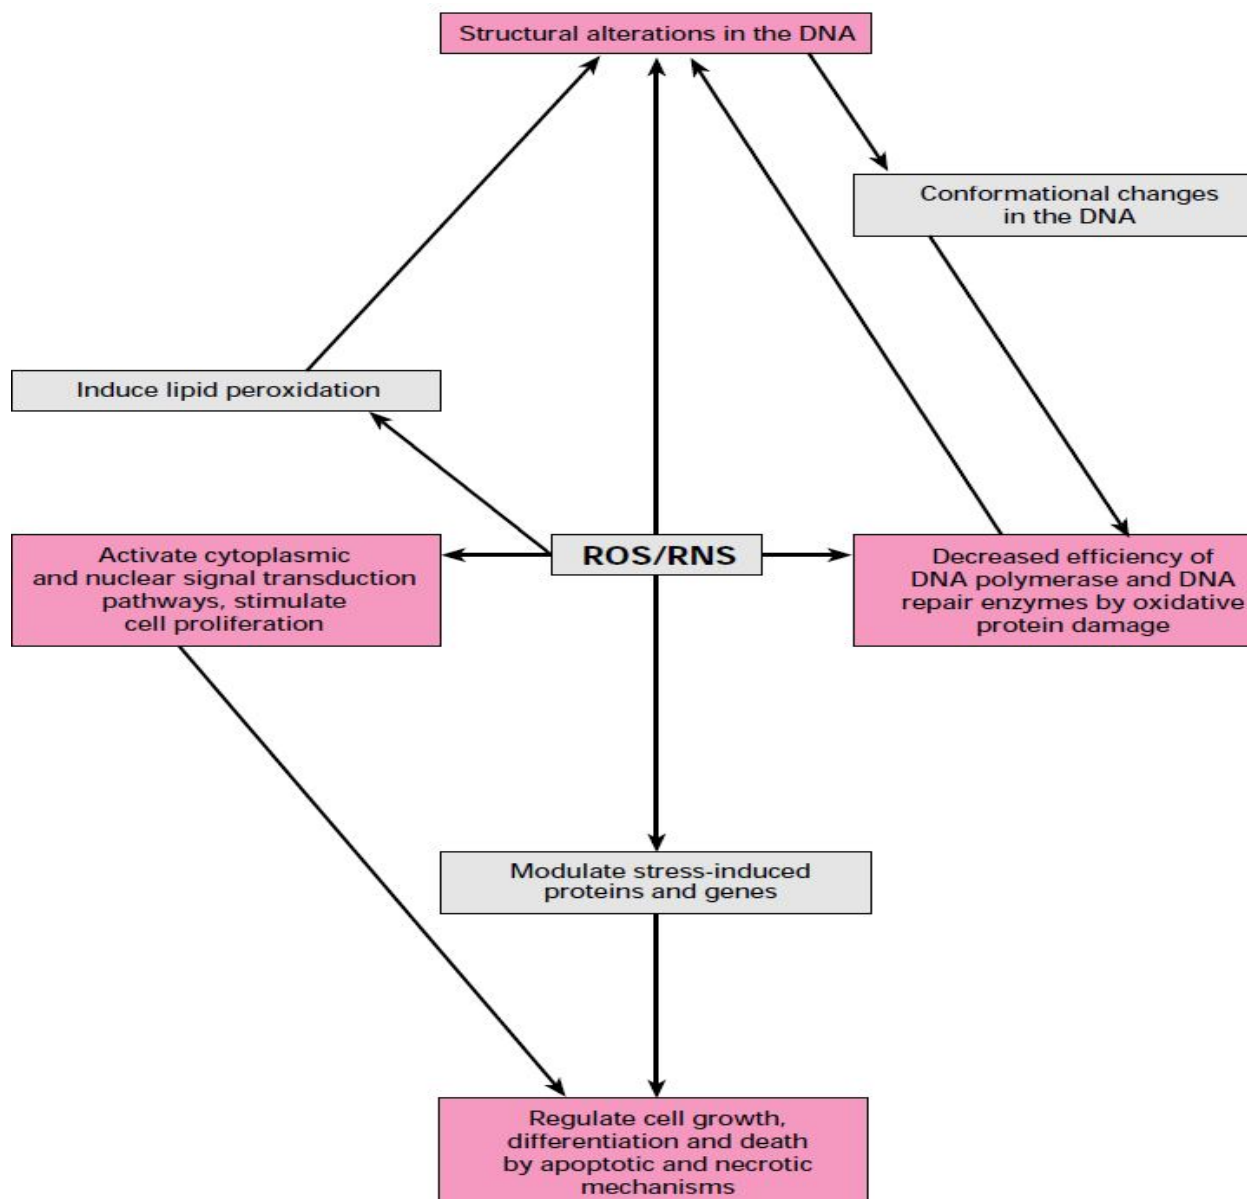 Structural alterations in the DNA
Conformational changes
in the DNA
Induce lipid peroxidation
Activate cytoplasmic
and nuclear signal transduction
pathways, stimulate
cell proliferation
ROS/RNS
Decreased efficiency of
DNA polymerase and DNA
repair enzymes by oxidative
protein damage
Modulate stress-induced
proteins and genes
Regulate cell growth,
differentiation and death
by apoptotic and necrotic
mechanisms